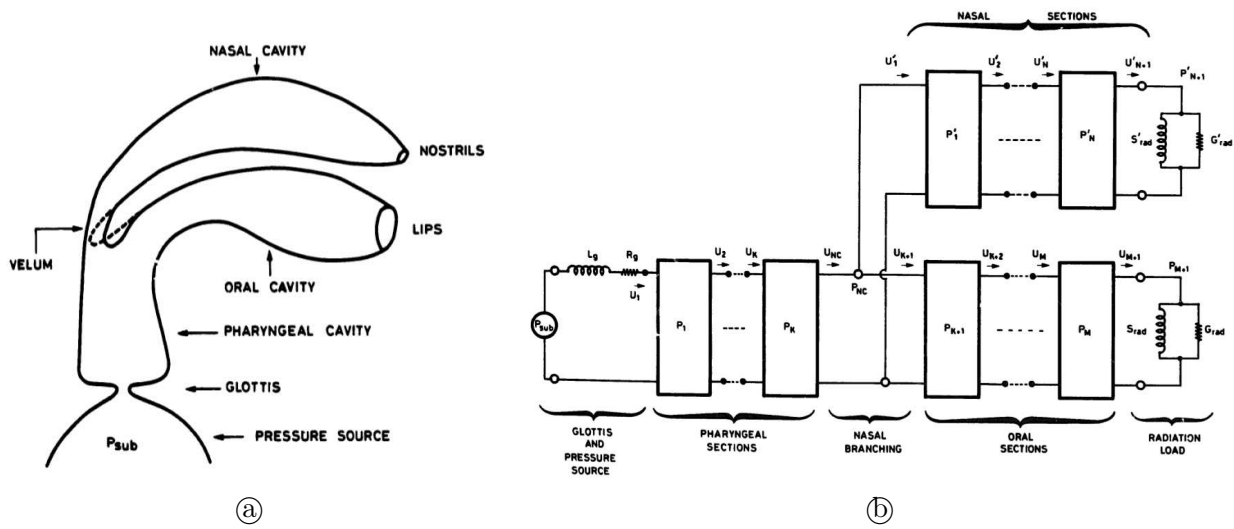 NASAL CAVITY
NOSTRILS
LIPS
VELUM
ORAL CAVITY
PHARYNGEAL CAVITY
GLOTTIS
PRESSURE SOURCE
Psub
ⓐ
NASAL SECTIONS
U'1 U'2 U'N U'N+1
P'N+1
P'1 P'N
S'rad G'rad
Lg Rg
U1 U2 UK UNC UK+1 UK+2 UM UM+1
PNC
PM+1
Psub P1 PK PK+1 PM
Srad Grad
GLOTTIS
AND
PRESSURE
SOURCE
PHARYNGEAL
SECTIONS
NASAL
BRANCHING
ORAL
SECTIONS
RADIATION
LOAD
ⓑ